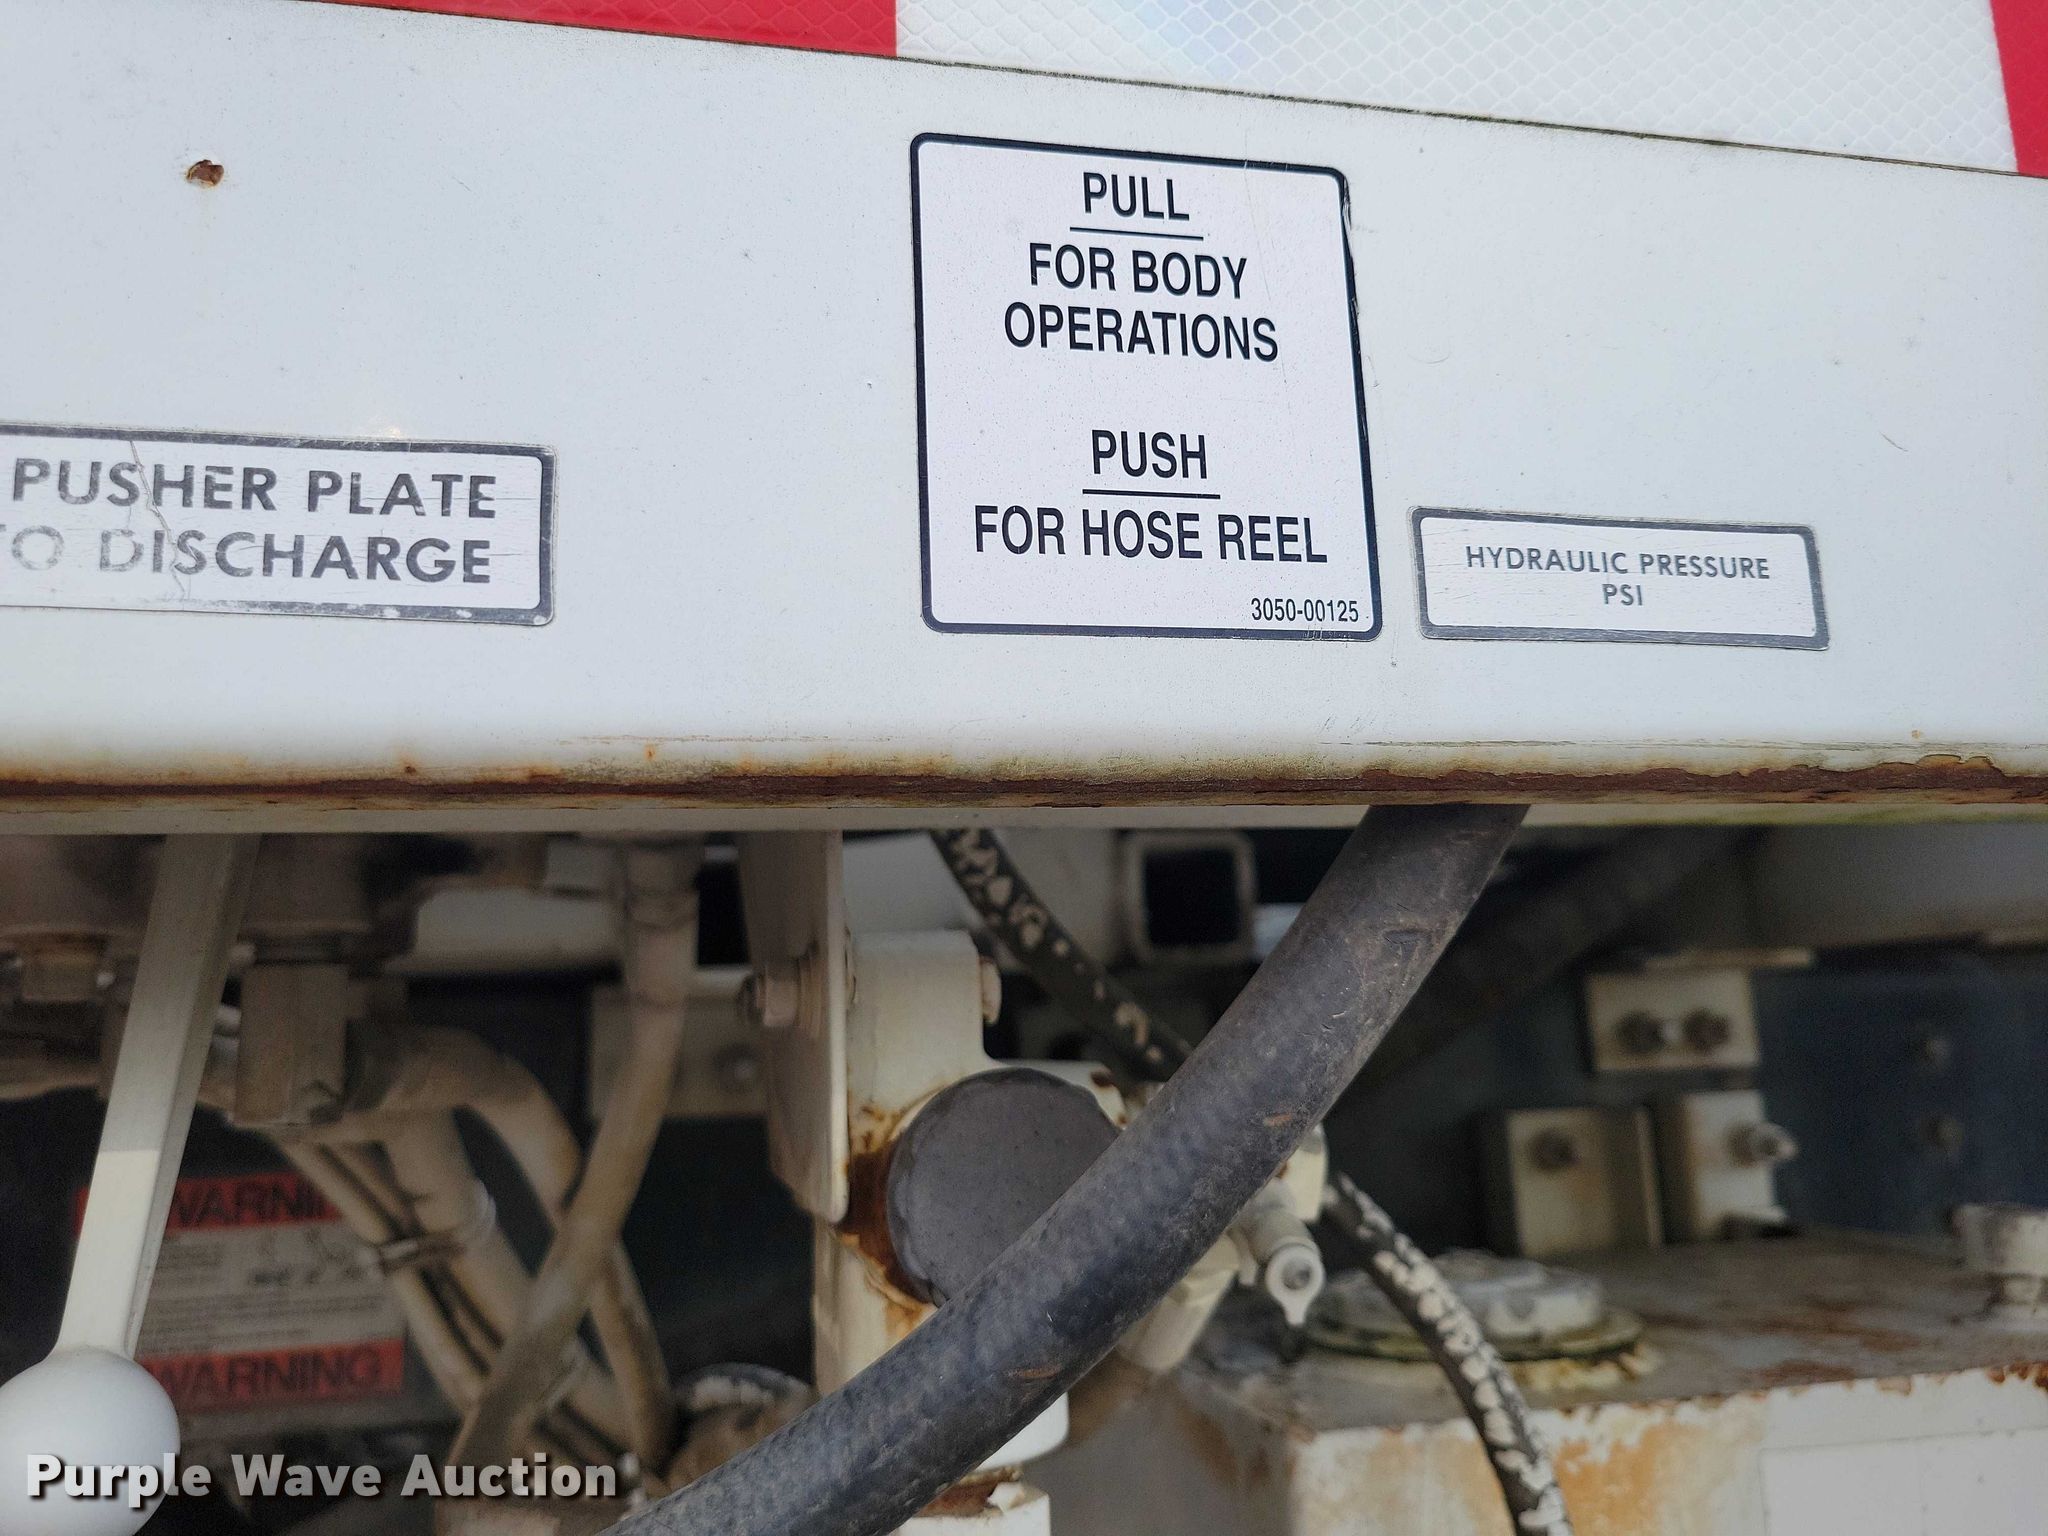 PULL
FOR BODY
OPERATIONS
PUSH
FOR HOSE REEL
3050-00125
PUSHER PLATE
TO DISCHARGE
HYDRAULIC PRESSURE
PSI
WARNING
WARNING
Purple Wave Auction